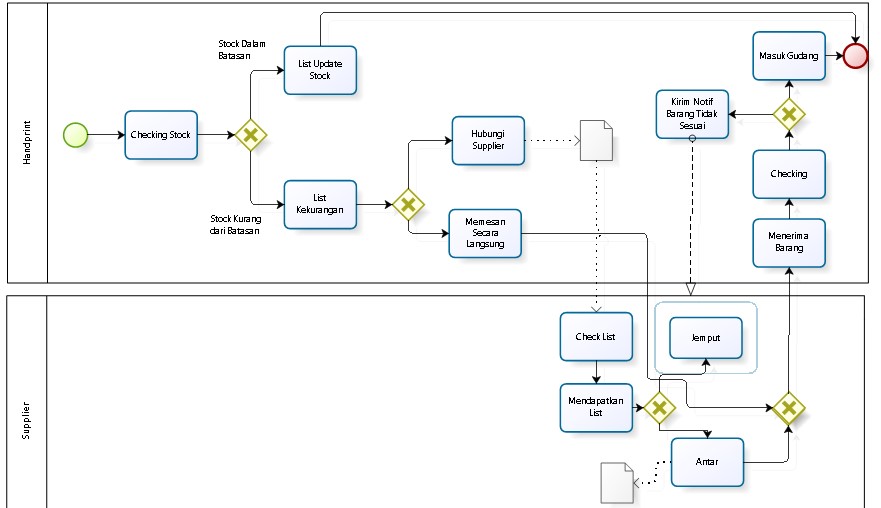 Handprint
Checking Stock
Stock Dalam
Batasan
List Update
Stock
Stock Kurang
dari Batasan
List
Kekurangan
Hubungi
Supplier
Memesan
Secara
Langsung
Kirim Notif
Barang Tidak
Sesuai
Masuk Gudang
Checking
Menerima
Barang
Supplier
Check List
Mendapatkan
List
Jemput
Antar